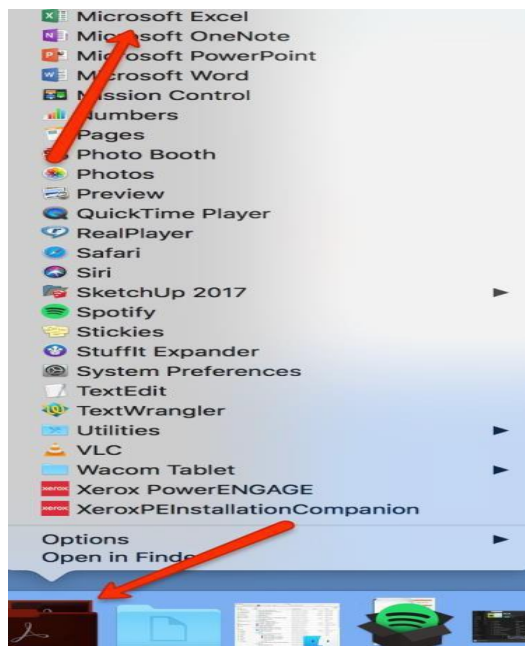 Microsoft Excel
Microsoft OneNote
Microsoft PowerPoint
Microsoft Word
Mission Control
Numbers
Pages
Photo Booth
Photos
Preview
QuickTime Player
RealPlayer
Safari
Siri
SketchUp 2017
Spotify
Stickies
StuffIt Expander
System Preferences
TextEdit
TextWrangler
Utilities
VLC
Wacom Tablet
xerox Xerox PowerENGAGE
xerox XeroxPEInstallationCompanion
Options
Open in Finder